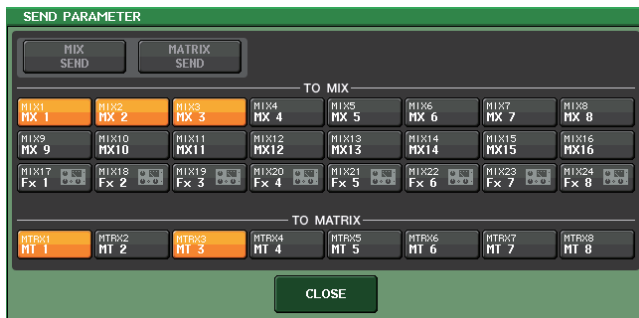 SEND PARAMETER
MIX SEND MATRIX SEND
TO MIX
MIX1 MIX2 MIX3 MIX4 MIX5 MIX6 MIX7 MIX8
MX 1 MX 2 MX 3 MX 4 MX 5 MX 6 MX 7 MX 8
MIX9 MIX10 MIX11 MIX12 MIX13 MIX14 MIX15 MIX16
MX 9 MX10 MX11 MX12 MX13 MX14 MX15 MX16
MIX17 MIX18 MIX19 MIX20 MIX21 MIX22 MIX23 MIX24
Fx 1 Fx 2 Fx 3 Fx 4 Fx 5 Fx 6 Fx 7 Fx 8
TO MATRIX
MTRX1 MTRX2 MTRX3 MTRX4 MTRX5 MTRX6 MTRX7 MTRX8
MT 1 MT 2 MT 3 MT 4 MT 5 MT 6 MT 7 MT 8
CLOSE